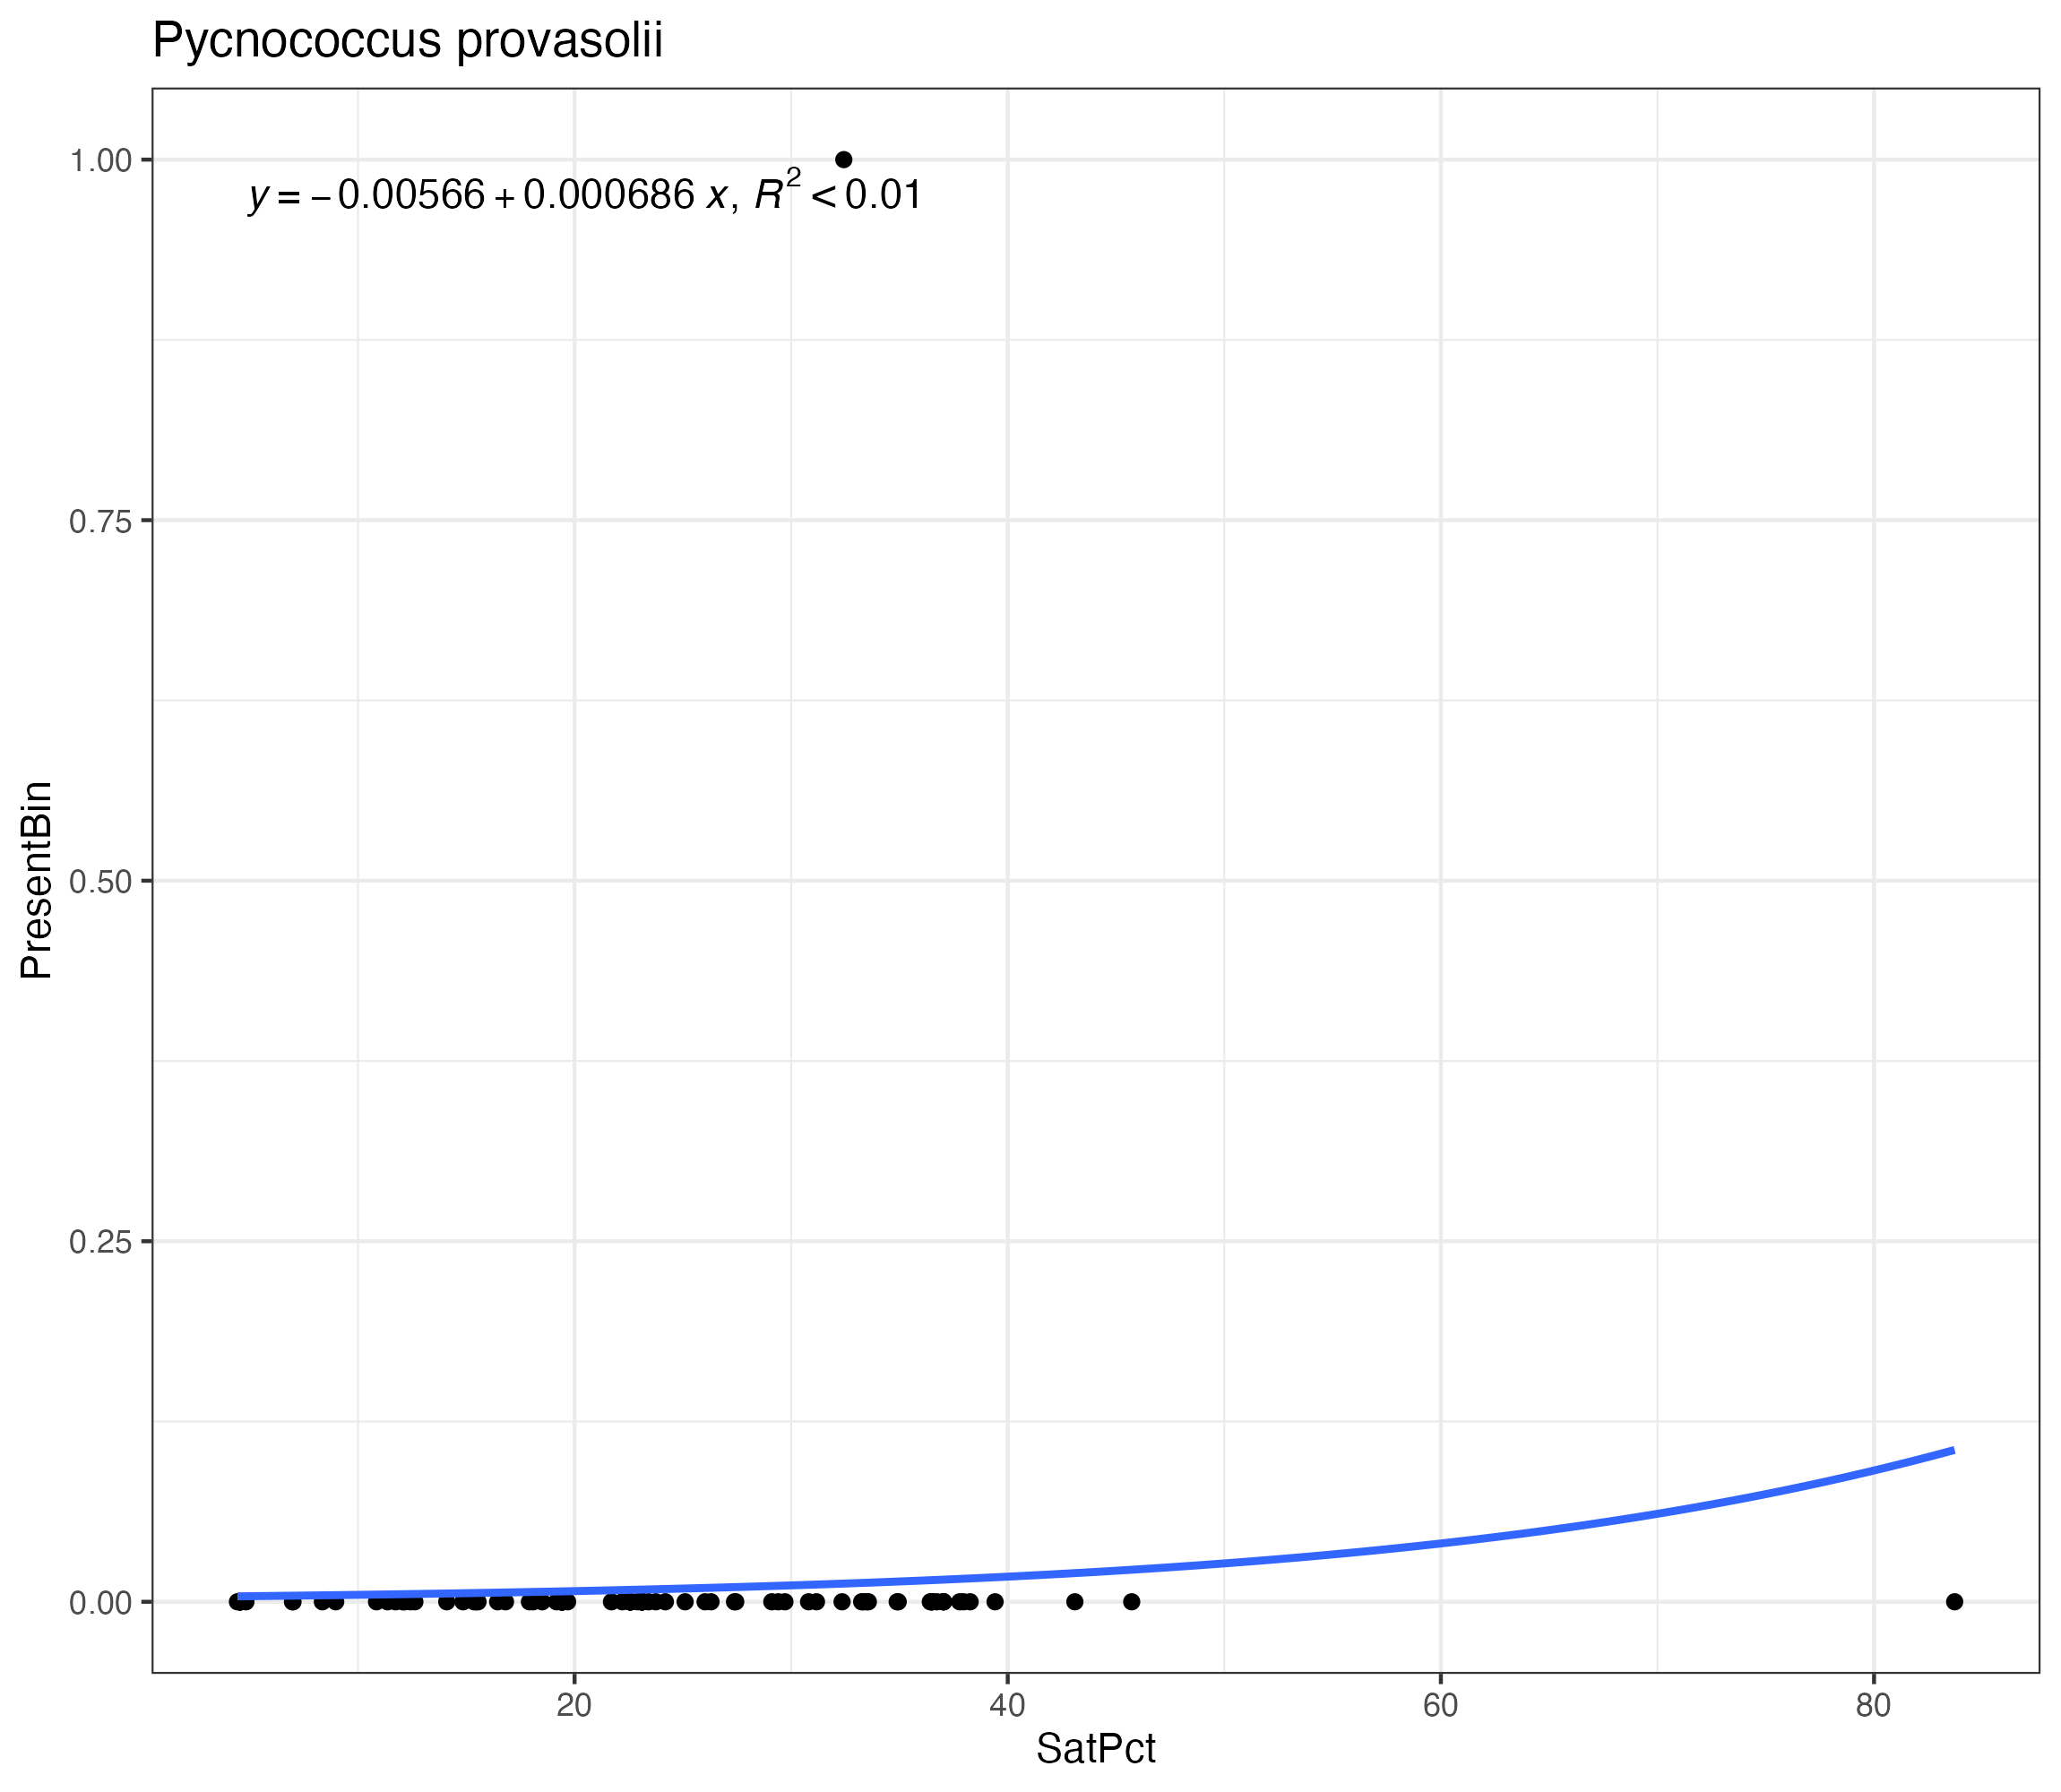 Pycnococcus provasolii
y = −0.00566 + 0.000686 x, R² < 0.01
1.00
0.75
0.50
0.25
0.00
PresentBin
20 40 60 80
SatPct